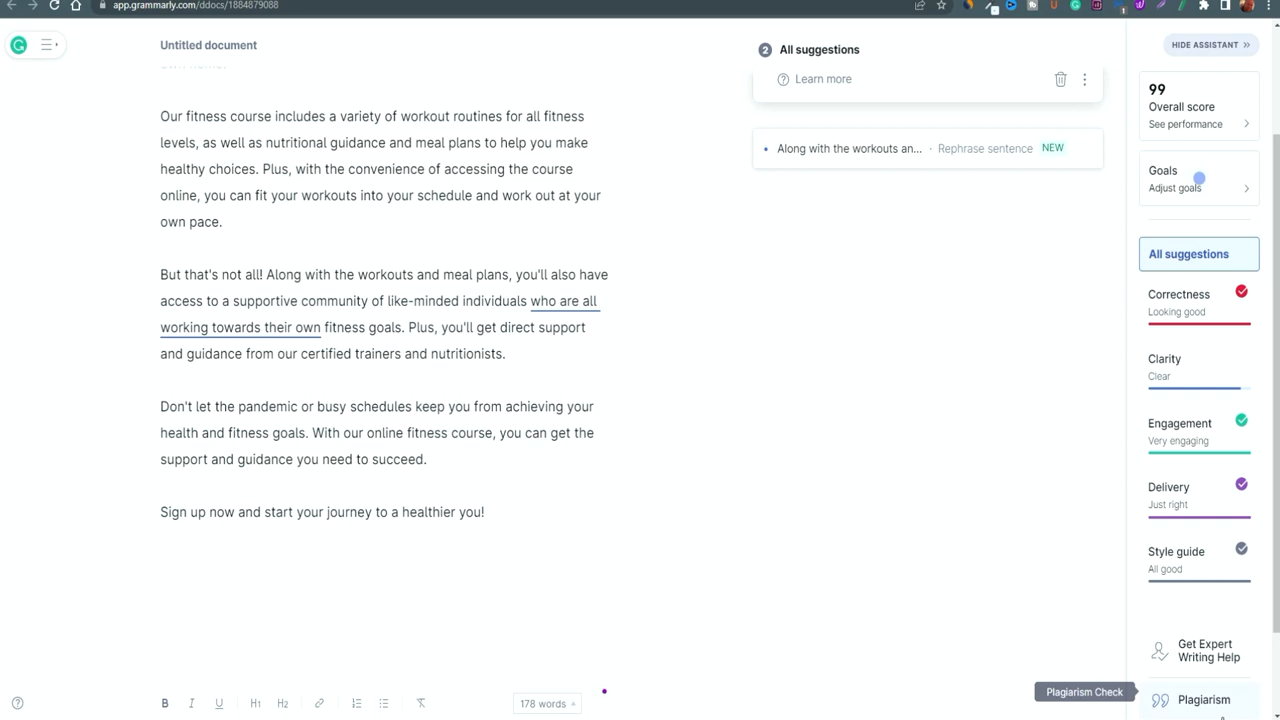 app.grammarly.com/ddocs/1884879088
Untitled document
Our fitness course includes a variety of workout routines for all fitness
levels, as well as nutritional guidance and meal plans to help you make
healthy choices. Plus, with the convenience of accessing the course
online, you can fit your workouts into your schedule and work out at your
own pace.
But that's not all! Along with the workouts and meal plans, you'll also have
access to a supportive community of like-minded individuals who are all
working towards their own fitness goals. Plus, you'll get direct support
and guidance from our certified trainers and nutritionists.
Don't let the pandemic or busy schedules keep you from achieving your
health and fitness goals. With our online fitness course, you can get the
support and guidance you need to succeed.
Sign up now and start your journey to a healthier you!
B I U H1 H2
178 words
2 All suggestions
Learn more
Along with the workouts an... · Rephrase sentence NEW
HIDE ASSISTANT
99
Overall score
See performance
Goals
Adjust goals
All suggestions
Correctness
Looking good
Clarity
Clear
Engagement
Very engaging
Delivery
Just right
Style guide
All good
Get Expert
Writing Help
Plagiarism Check
Plagiarism